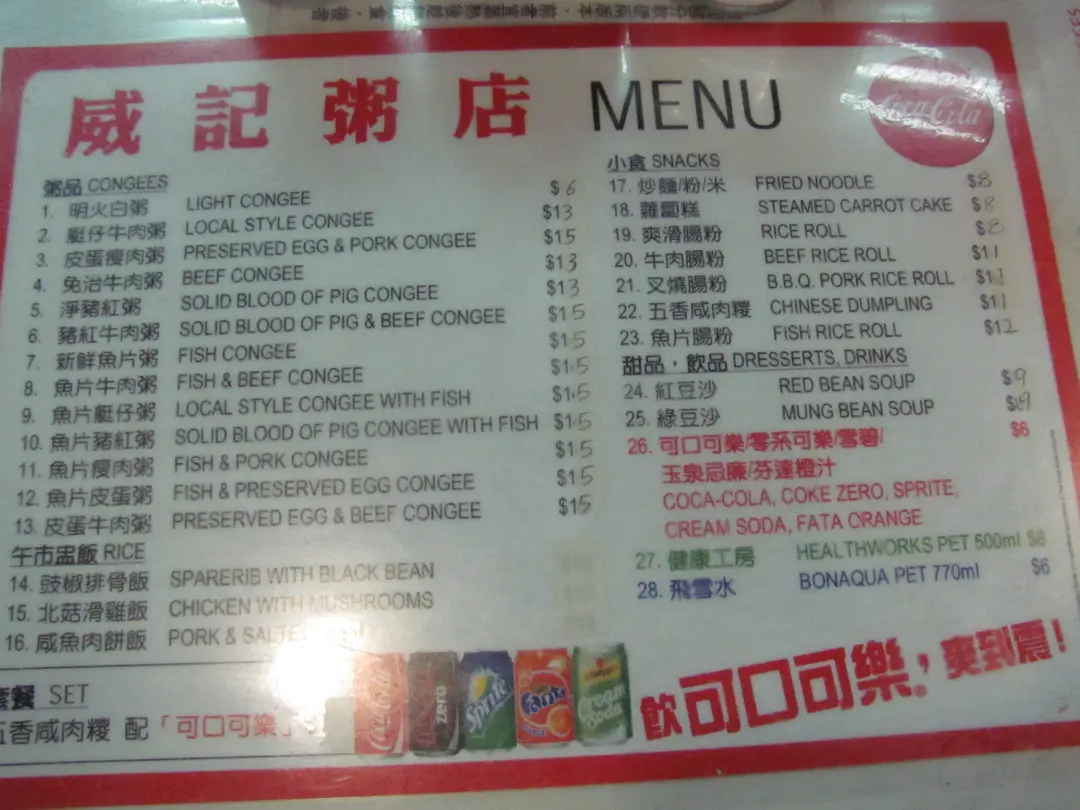 威記粥店 MENU
Coca-Cola
粥品 CONGEES
1. 明火白粥 LIGHT CONGEE $6
2. 艇仔牛肉粥 LOCAL STYLE CONGEE $13
3. 皮蛋瘦肉粥 PRESERVED EGG & PORK CONGEE $15
4. 免治牛肉粥 BEEF CONGEE $13
5. 淨豬紅粥 SOLID BLOOD OF PIG CONGEE $13
6. 豬紅牛肉粥 SOLID BLOOD OF PIG & BEEF CONGEE $15
7. 新鮮魚片粥 FISH CONGEE $15
8. 魚片牛肉粥 FISH & BEEF CONGEE $15
9. 魚片艇仔粥 LOCAL STYLE CONGEE WITH FISH $15
10. 魚片豬紅粥 SOLID BLOOD OF PIG CONGEE WITH FISH $15
11. 魚片瘦肉粥 FISH & PORK CONGEE $15
12. 魚片皮蛋粥 FISH & PRESERVED EGG CONGEE $15
13. 皮蛋牛肉粥 PRESERVED EGG & BEEF CONGEE $15
午市盅飯 RICE
14. 豉椒排骨飯 SPARERIB WITH BLACK BEAN
15. 北菇滑雞飯 CHICKEN WITH MUSHROOMS
16. 咸魚肉餅飯 PORK &
套餐 SET
五香咸肉糭 配「可口可樂」
小食 SNACKS
17. 炒麵/粉/米 FRIED NOODLE $8
18. 蘿蔔糕 STEAMED CARROT CAKE $8
19. 爽滑腸粉 RICE ROLL $8
20. 牛肉腸粉 BEEF RICE ROLL $11
21. 叉燒腸粉 B.B.Q. PORK RICE ROLL $11
22. 五香咸肉糭 CHINESE DUMPLING $11
23. 魚片腸粉 FISH RICE ROLL $12
甜品，飲品 DRESSERTS, DRINKS
24. 紅豆沙 RED BEAN SOUP $9
25. 綠豆沙 MUNG BEAN SOUP $9
26. 可口可樂/零系可樂/雪碧/ $6
玉泉忌廉/芬達橙汁
COCA-COLA, COKE ZERO, SPRITE,
CREAM SODA, FATA ORANGE
27. 健康工房 HEALTHWORKS PET 500ml $8
28. 飛雪水 BONAQUA PET 770ml $6
Coca-Cola zero Sprite Fanta Cream Soda
飲可口可樂，爽到震！